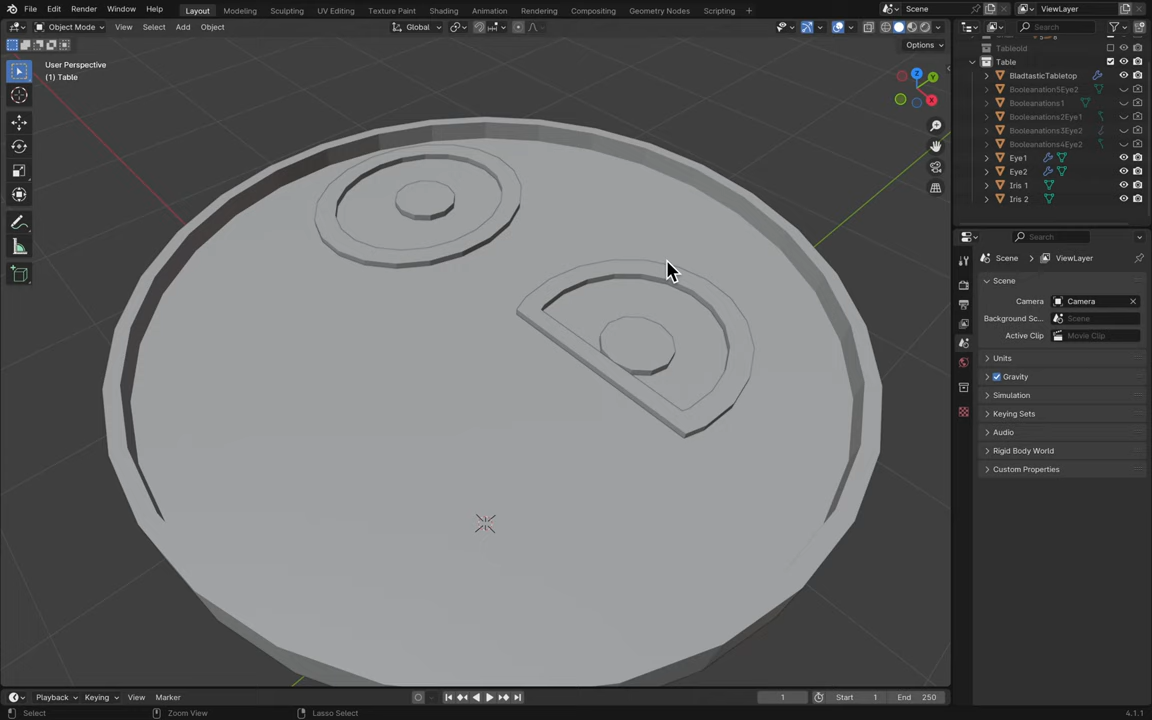 File Edit Render Window Help Layout Modeling Sculpting UV Editing Texture Paint Shading Animation Rendering Compositing Geometry Nodes Scripting + Scene ViewLayer
Object Mode View Select Add Object Global Search
Options
User Perspective
(1) Table
Z
Y
X
Tableold
Table
BladtasticTabletop
Booleanation5Eye2
Booleanations1
Booleanations2Eye1
Booleanations3Eye2
Booleanations4Eye2
Eye1
Eye2
Iris 1
Iris 2
Search
Scene > ViewLayer
Scene
Camera Camera
Background Sc... Scene
Active Clip Movie Clip
Units
Gravity
Simulation
Keying Sets
Audio
Rigid Body World
Custom Properties
Playback Keying View Marker 1 Start 1 End 250
Select Zoom View Lasso Select 4.1.1